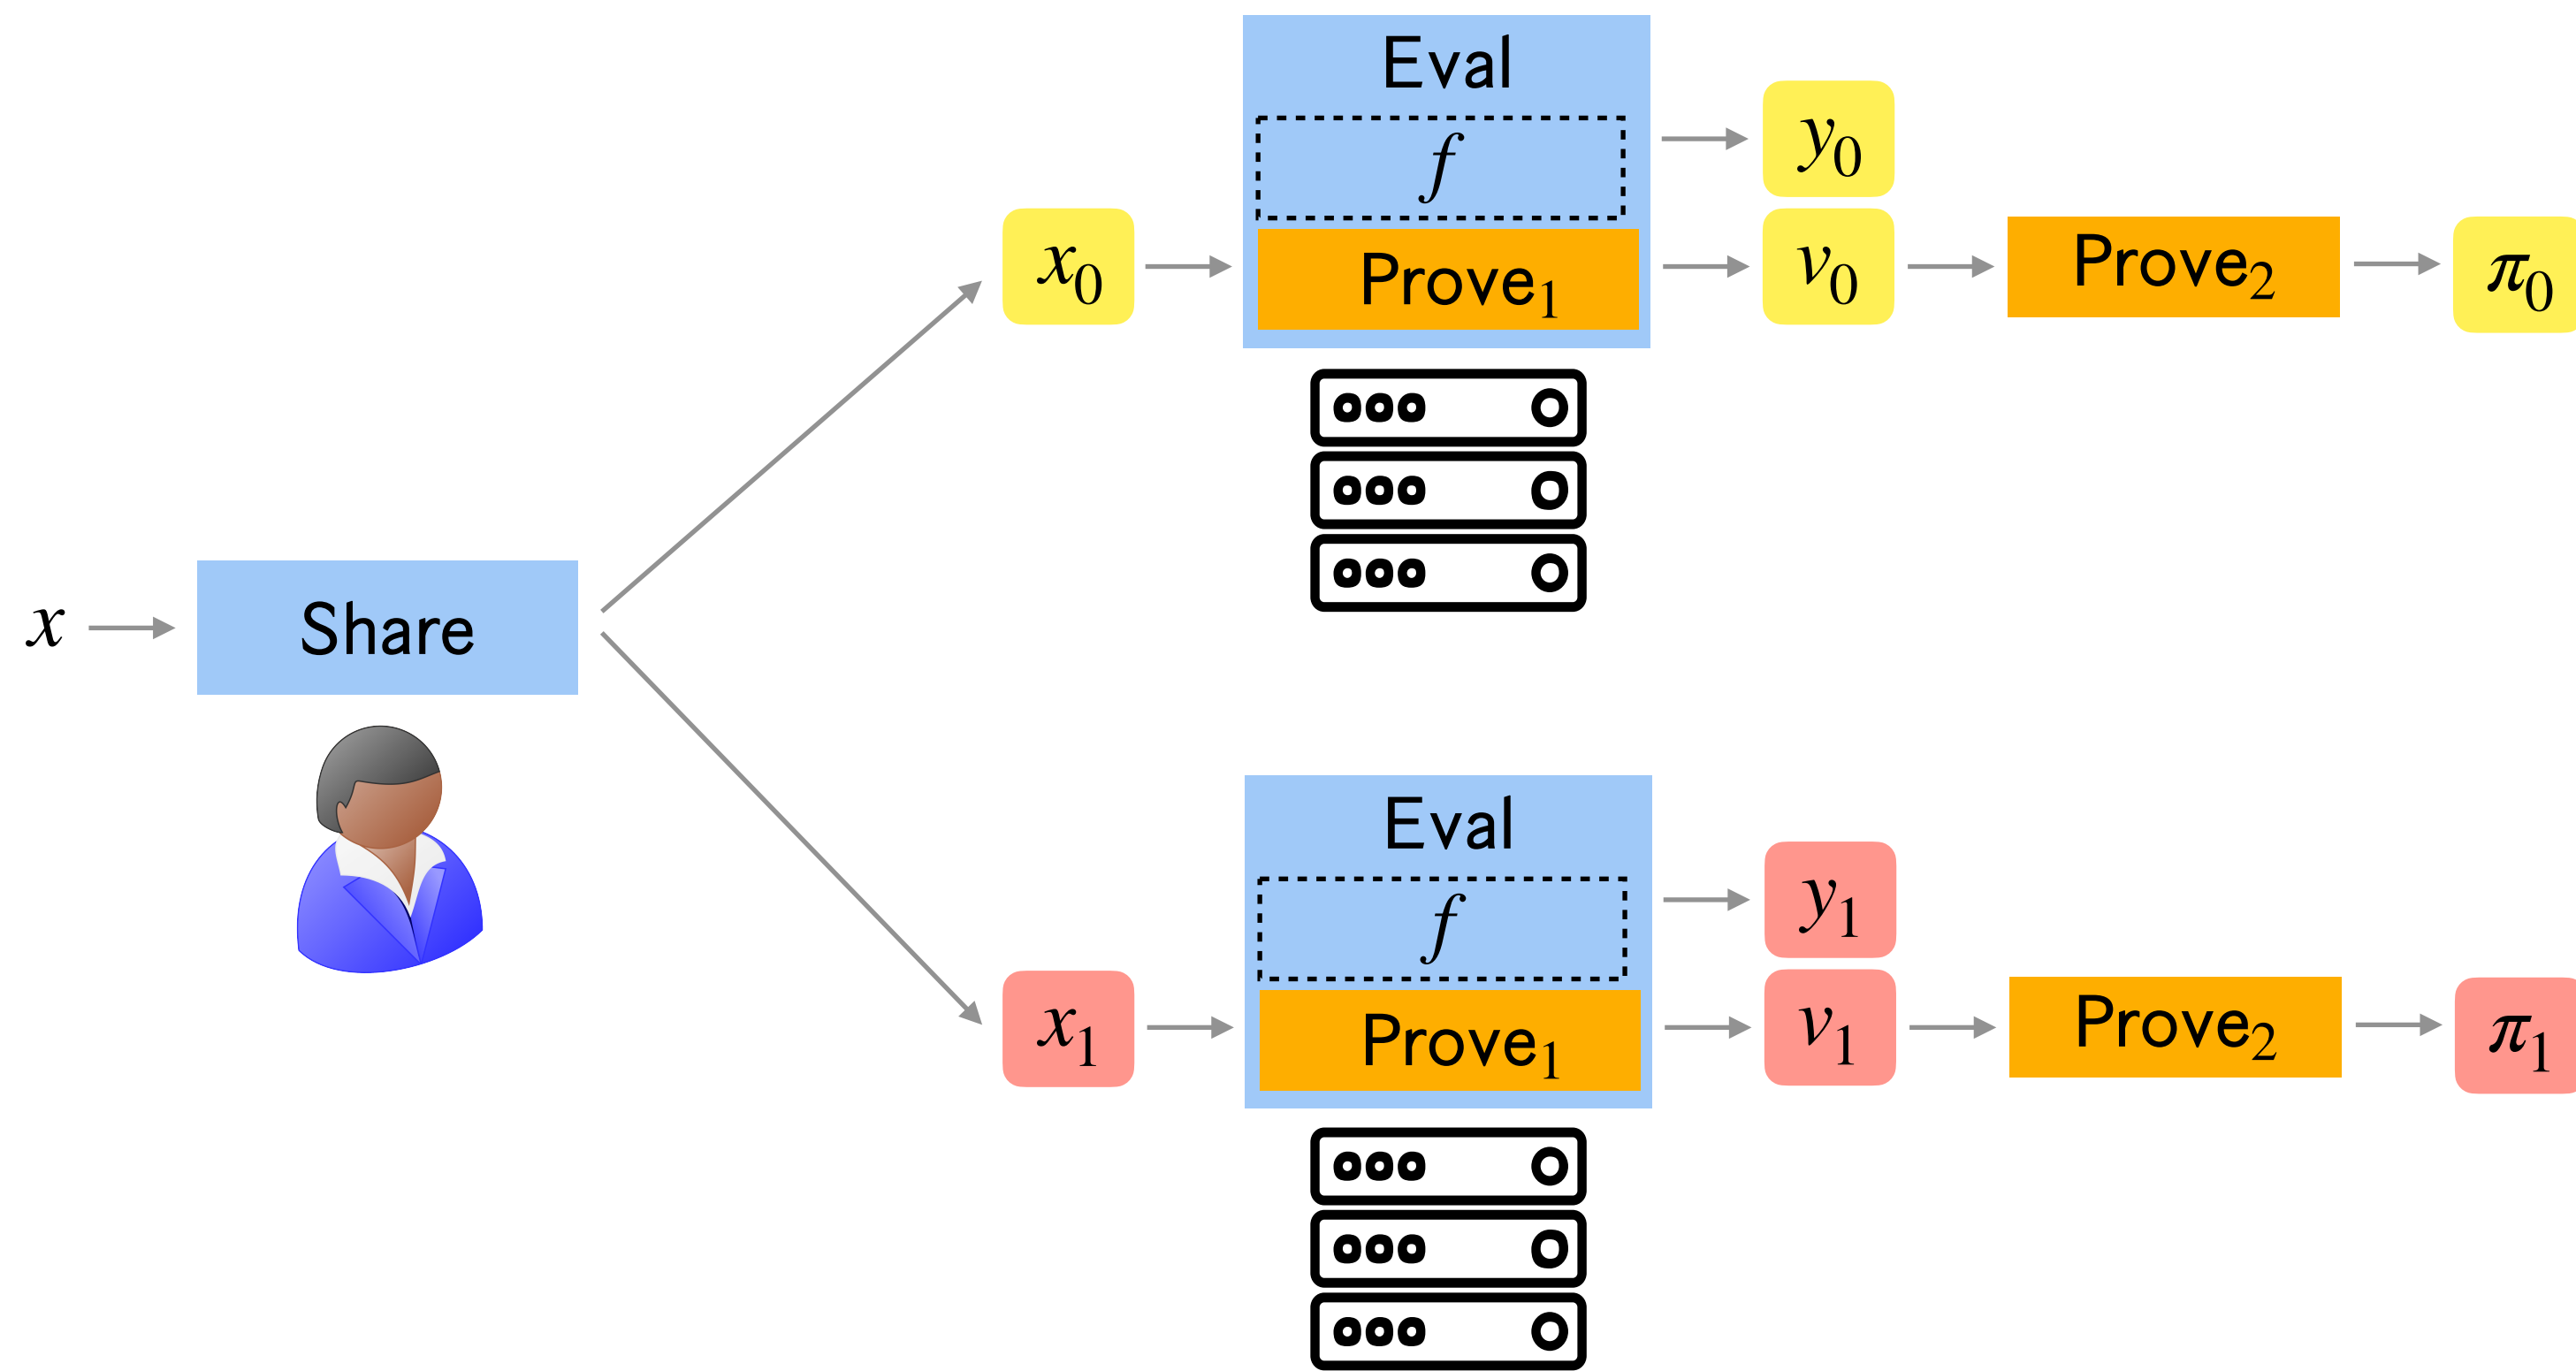 Eval
f
y₀
x₀
Prove₁
v₀
Prove₂
π₀
x
Share
Eval
f
y₁
x₁
Prove₁
v₁
Prove₂
π₁